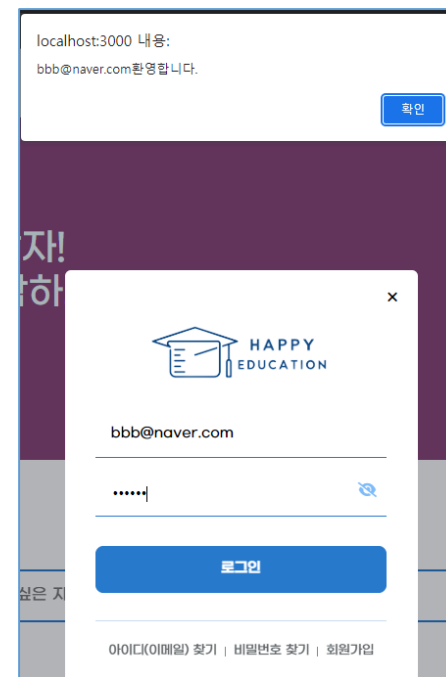 localhost:3000 내용:
bbb@naver.com환영합니다.
확인
자!
하
×
HAPPY
EDUCATION
bbb@naver.com
••••••
로그인
싶은 지
아이디(이메일) 찾기 | 비밀번호 찾기 | 회원가입